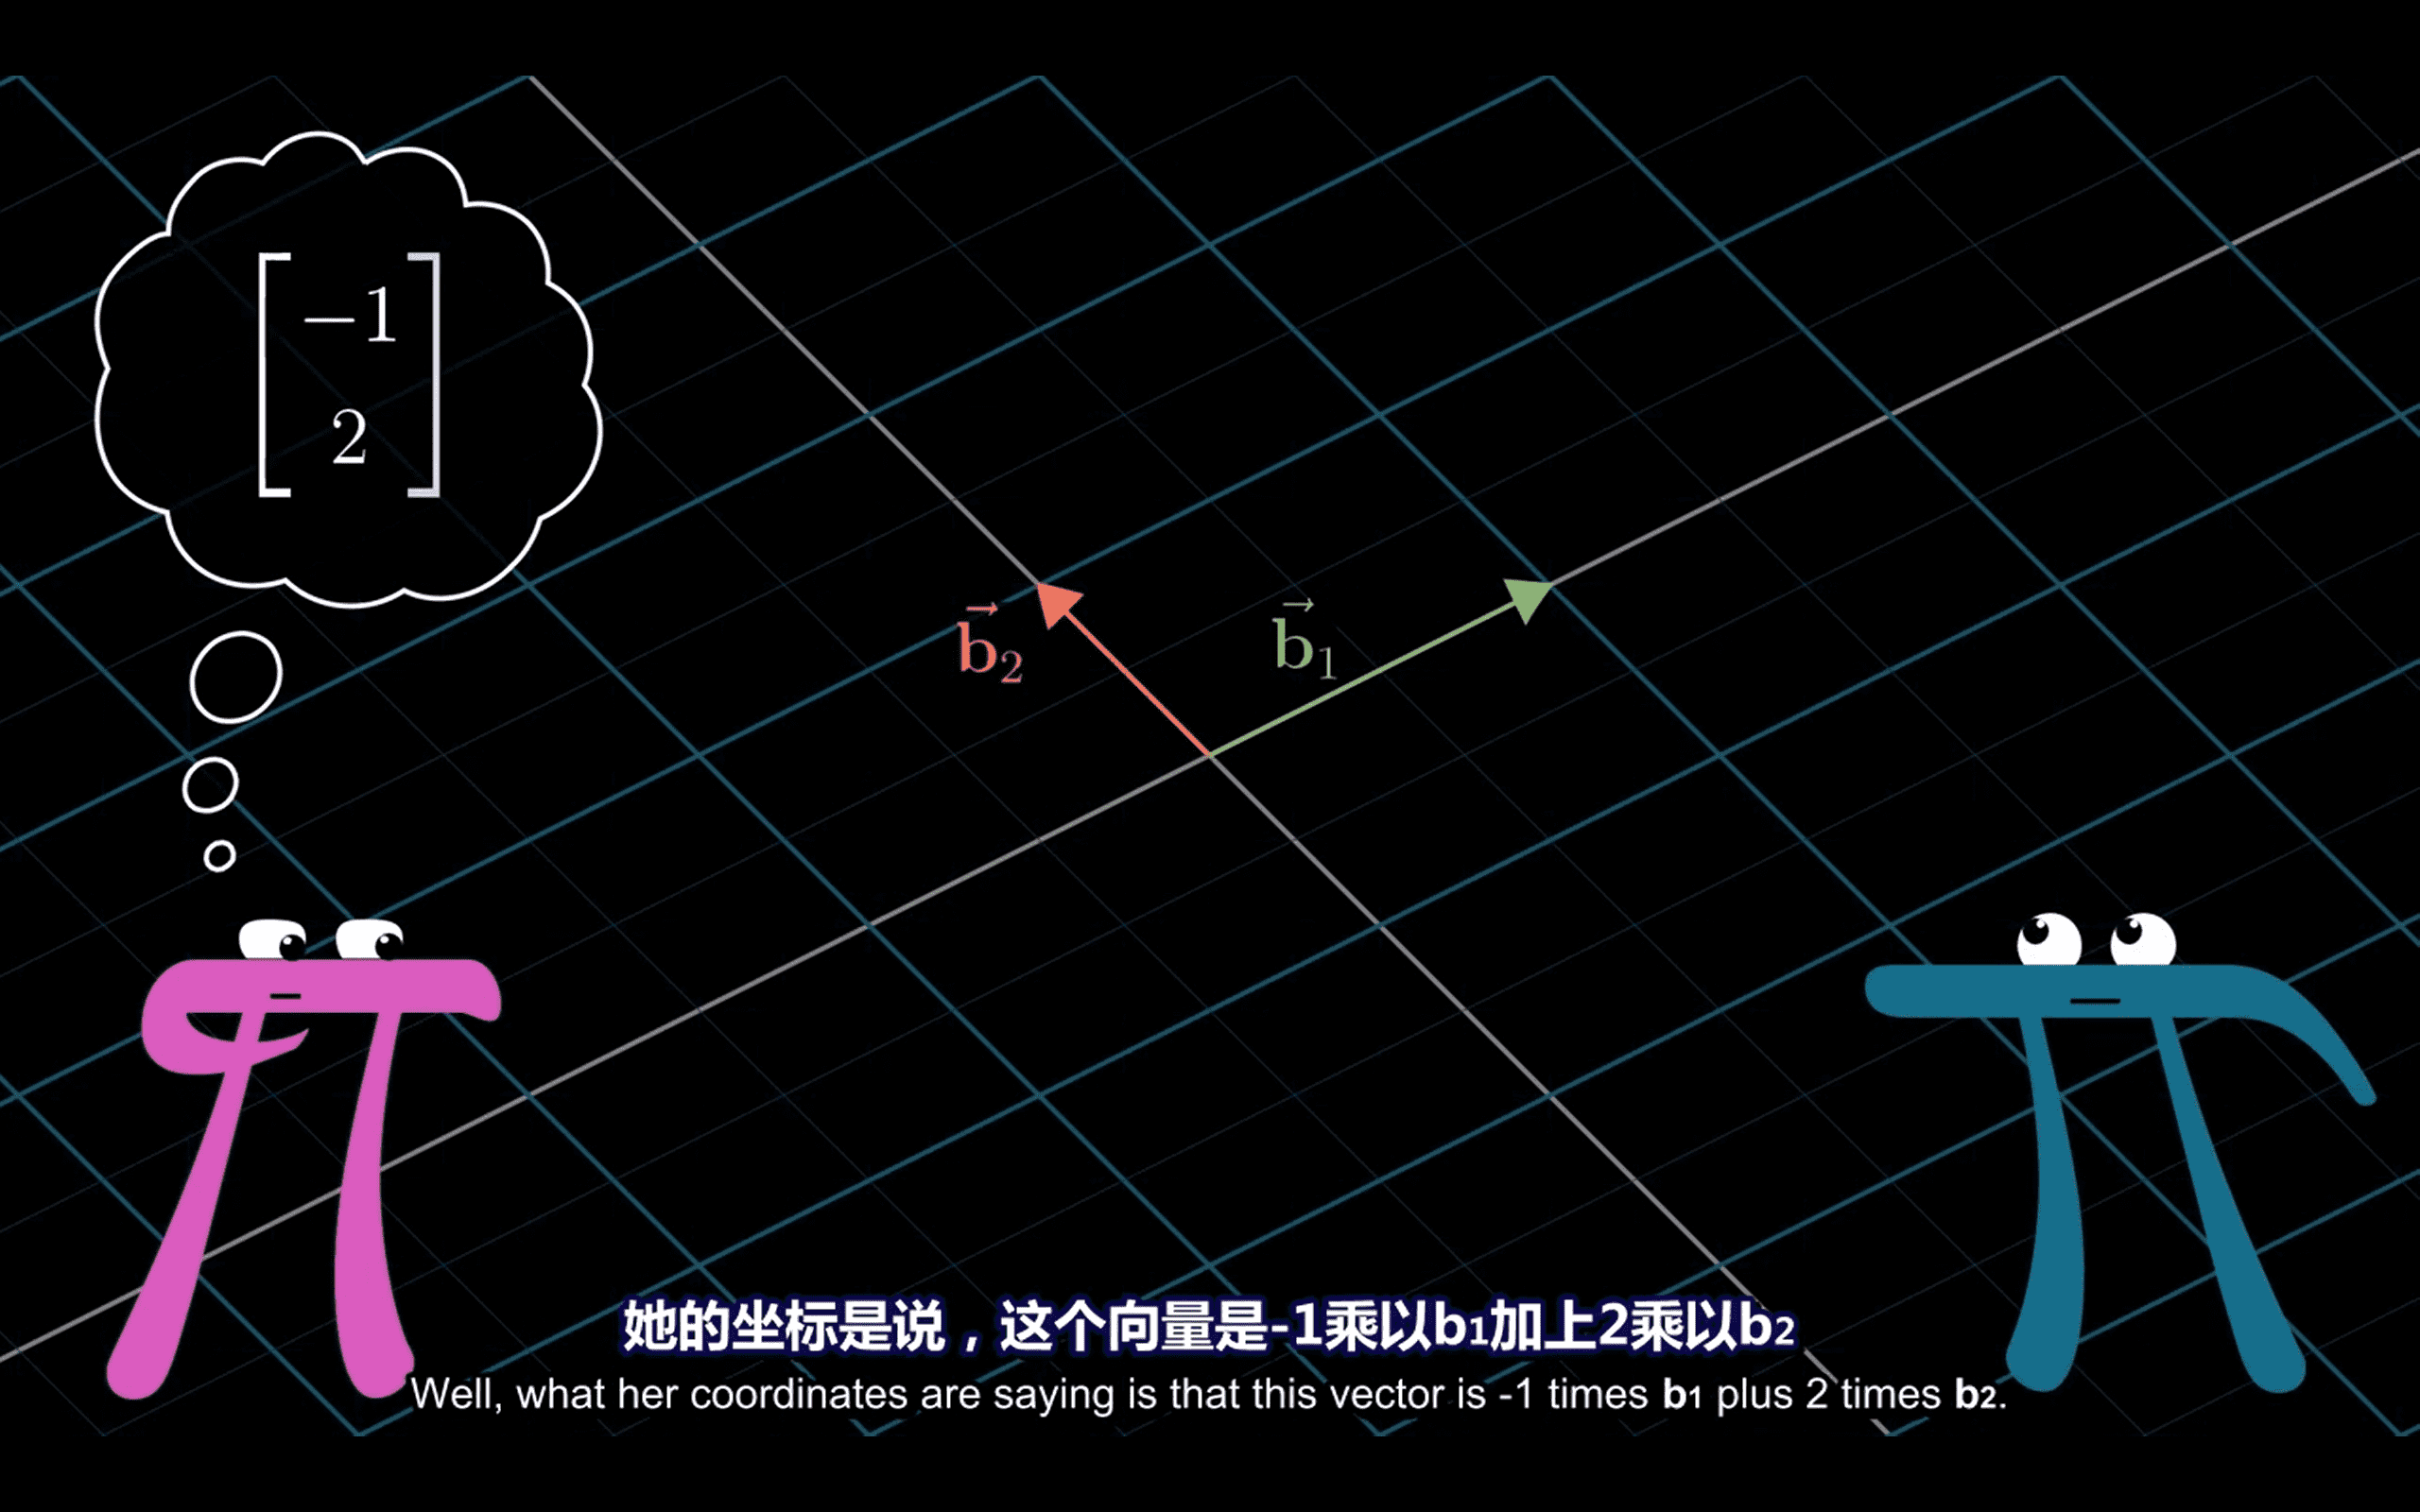 −1
2
b⃗₂
b⃗₁
她的坐标是说，这个向量是-1乘以b1加上2乘以b2
Well, what her coordinates are saying is that this vector is -1 times b1 plus 2 times b2.